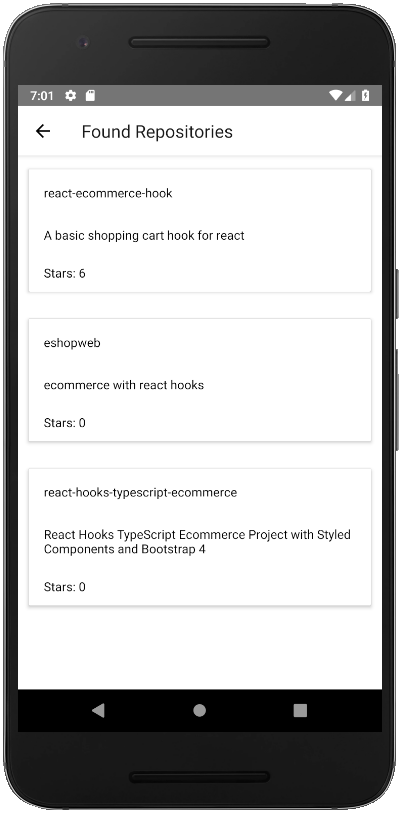 7:01
Found Repositories
react-ecommerce-hook
A basic shopping cart hook for react
Stars: 6
eshopweb
ecommerce with react hooks
Stars: 0
react-hooks-typescript-ecommerce
React Hooks TypeScript Ecommerce Project with Styled
Components and Bootstrap 4
Stars: 0